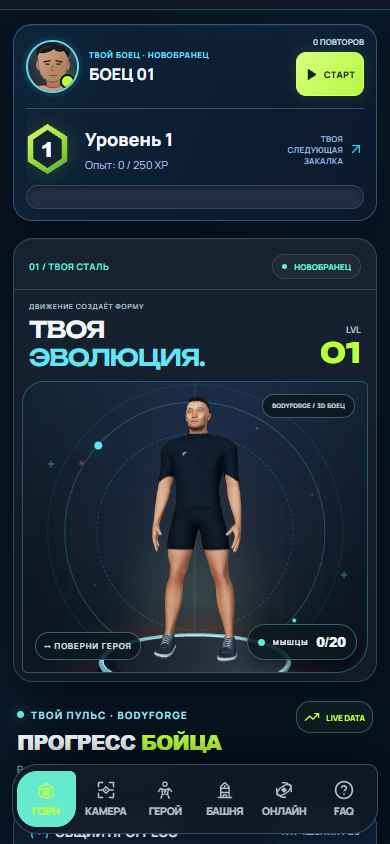 0 ПОВТОРОВ
ТВОЙ БОЕЦ · НОВОБРАНЕЦ
БОЕЦ 01
СТАРТ
1
Уровень 1
Опыт: 0 / 250 XP
ТВОЯ
СЛЕДУЮЩАЯ
ЗАКАЛКА
01 / ТВОЯ СТАЛЬ
НОВОБРАНЕЦ
ДВИЖЕНИЕ СОЗДАЁТ ФОРМУ
ТВОЯ
ЭВОЛЮЦИЯ.
LVL
01
BODYFORGE / 3D БОЕЦ
↔ ПОВЕРНИ ГЕРОЯ
МЫШЦЫ 0/20
ТВОЙ ПУЛЬС · BODYFORGE
LIVE DATA
ПРОГРЕСС БОЙЦА
ГОРН
КАМЕРА
ГЕРОЙ
БАШНЯ
ОНЛАЙН
FAQ